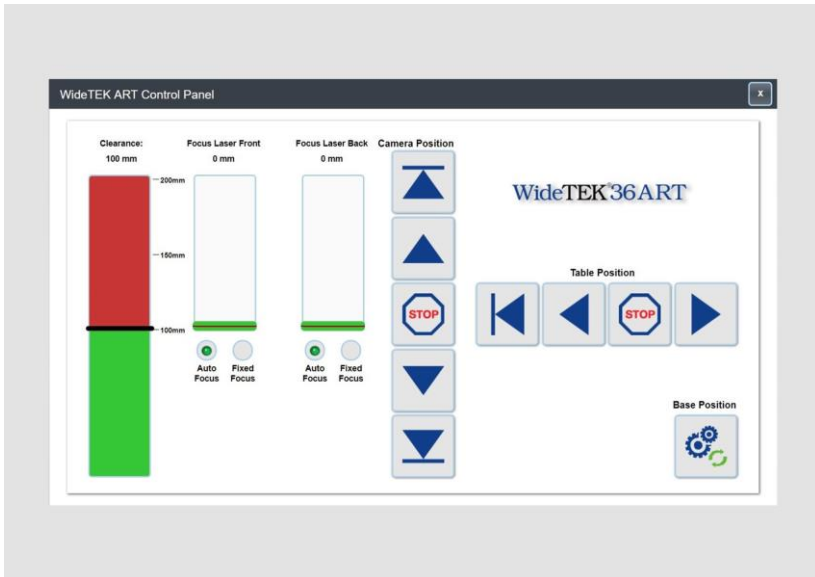 WideTEK ART Control Panel
x
Clearance:
100 mm
Focus Laser Front
0 mm
Focus Laser Back
0 mm
Camera Position
200mm
150mm
100mm
Auto Focus
Fixed Focus
Auto Focus
Fixed Focus
STOP
WideTEK®36ART
Table Position
STOP
Base Position